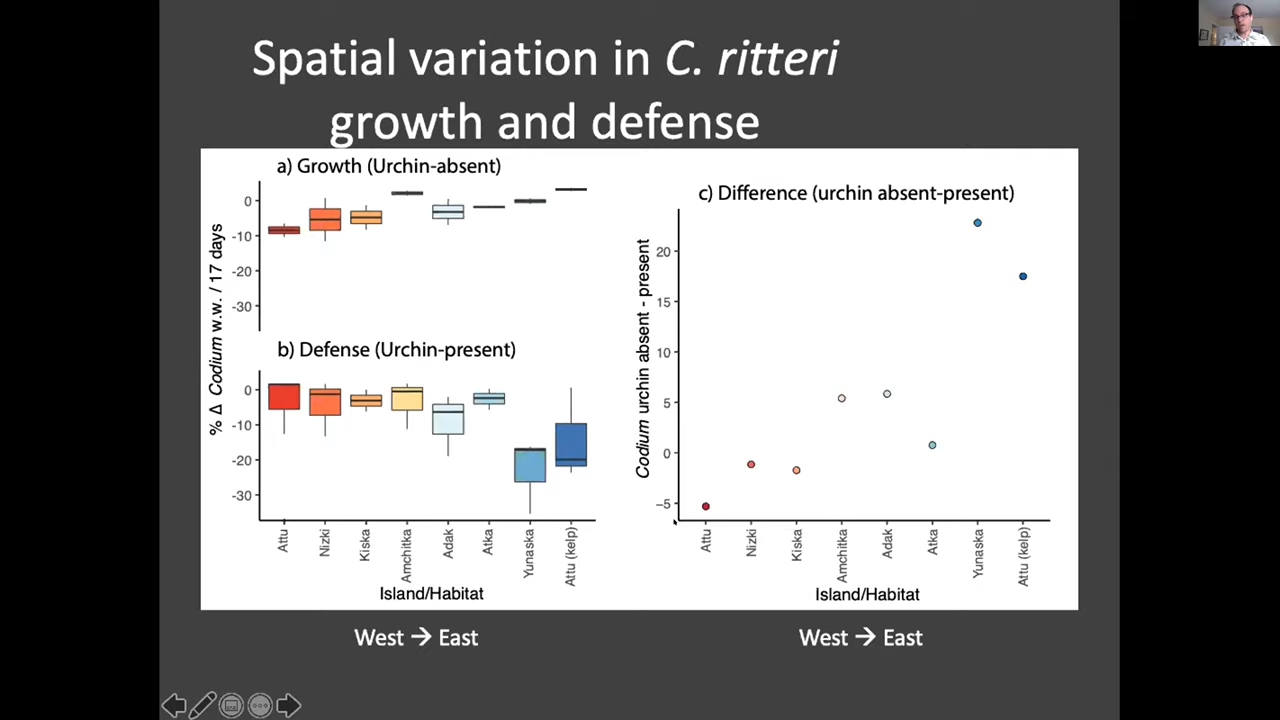 Spatial variation in C. ritteri
growth and defense
a) Growth (Urchin-absent)
0
-10
-20
-30
b) Defense (Urchin-present)
0
-10
-20
-30
% Δ Codium w.w. / 17 days
Attu
Nizki
Kiska
Amchitka
Adak
Atka
Yunaska
Attu (kelp)
Island/Habitat
c) Difference (urchin absent-present)
20
15
10
5
0
−5
Codium urchin absent - present
Attu
Nizki
Kiska
Amchitka
Adak
Atka
Yunaska
Attu (kelp)
Island/Habitat
West → East
West → East